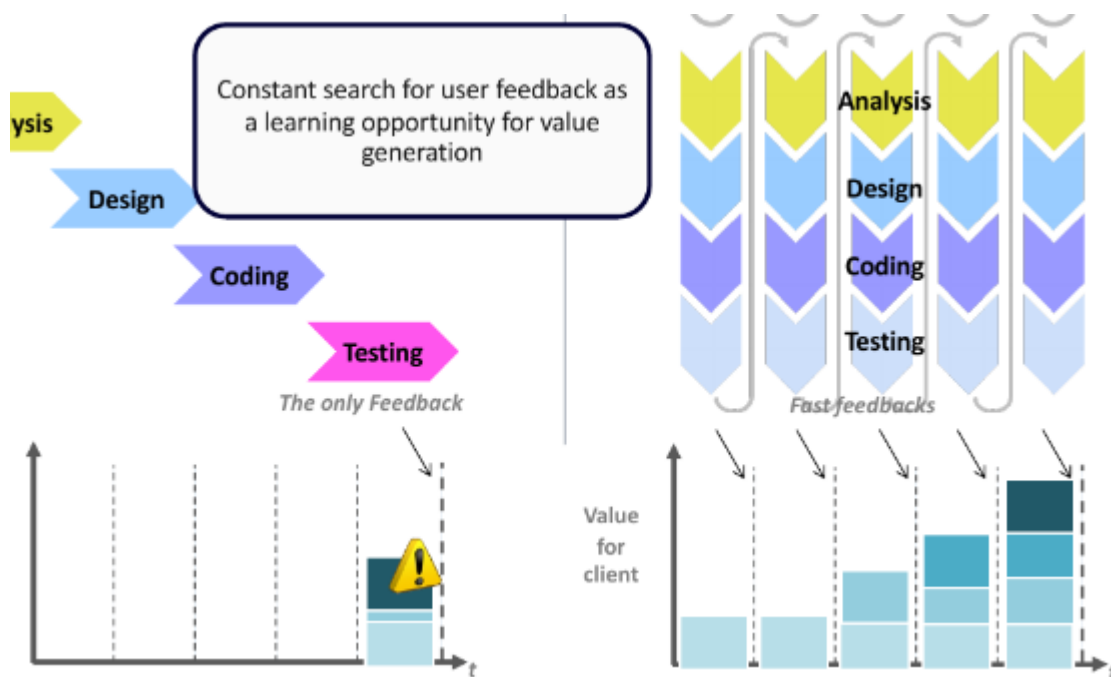 Constant search for user feedback as
a learning opportunity for value
generation
ysis
Design
Coding
Testing
The only Feedback
t
Analysis
Design
Coding
Testing
Fast feedbacks
Value
for
client
t